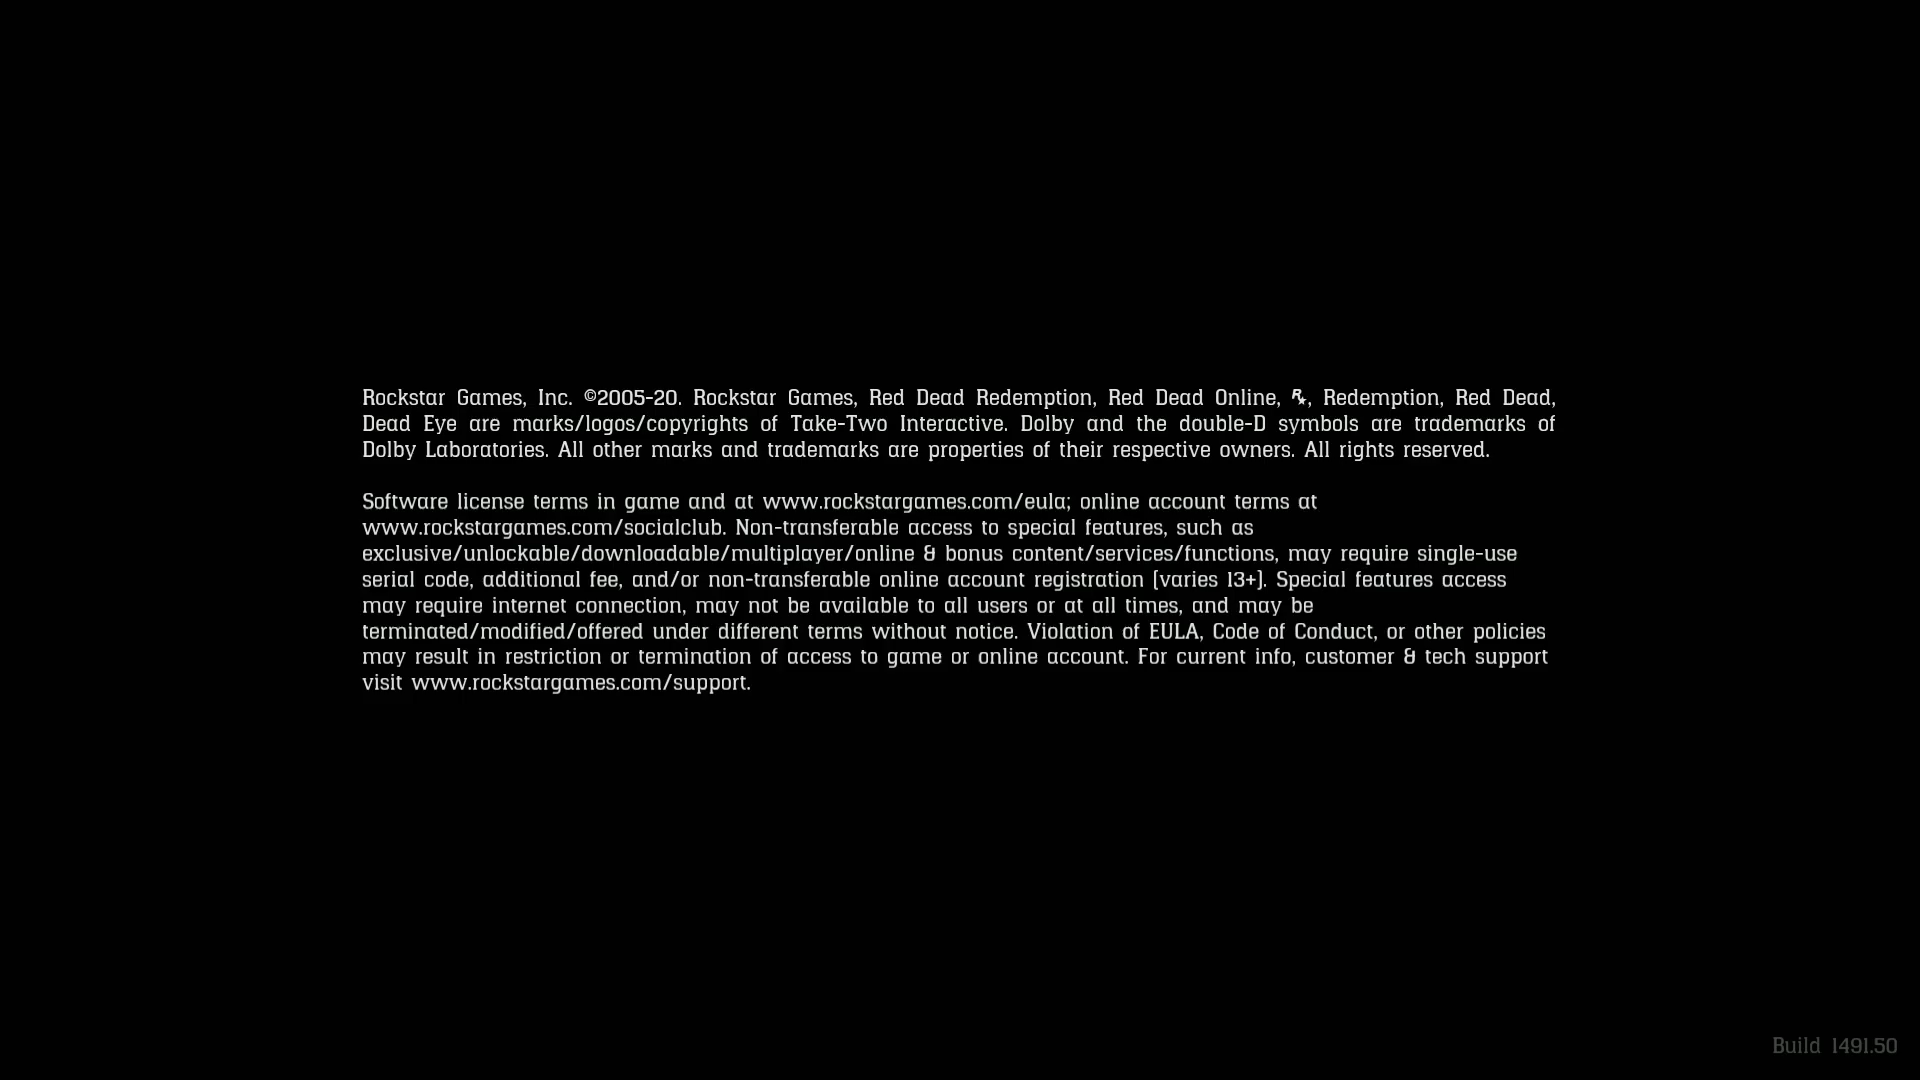 Rockstar Games, Inc. ©2005-20. Rockstar Games, Red Dead Redemption, Red Dead Online, R★, Redemption, Red Dead,
Dead Eye are marks/logos/copyrights of Take-Two Interactive. Dolby and the double-D symbols are trademarks of
Dolby Laboratories. All other marks and trademarks are properties of their respective owners. All rights reserved.
Software license terms in game and at www.rockstargames.com/eula; online account terms at
www.rockstargames.com/socialclub. Non-transferable access to special features, such as
exclusive/unlockable/downloadable/multiplayer/online & bonus content/services/functions, may require single-use
serial code, additional fee, and/or non-transferable online account registration (varies 13+). Special features access
may require internet connection, may not be available to all users or at all times, and may be
terminated/modified/offered under different terms without notice. Violation of EULA, Code of Conduct, or other policies
may result in restriction or termination of access to game or online account. For current info, customer & tech support
visit www.rockstargames.com/support.
Build 1491.50